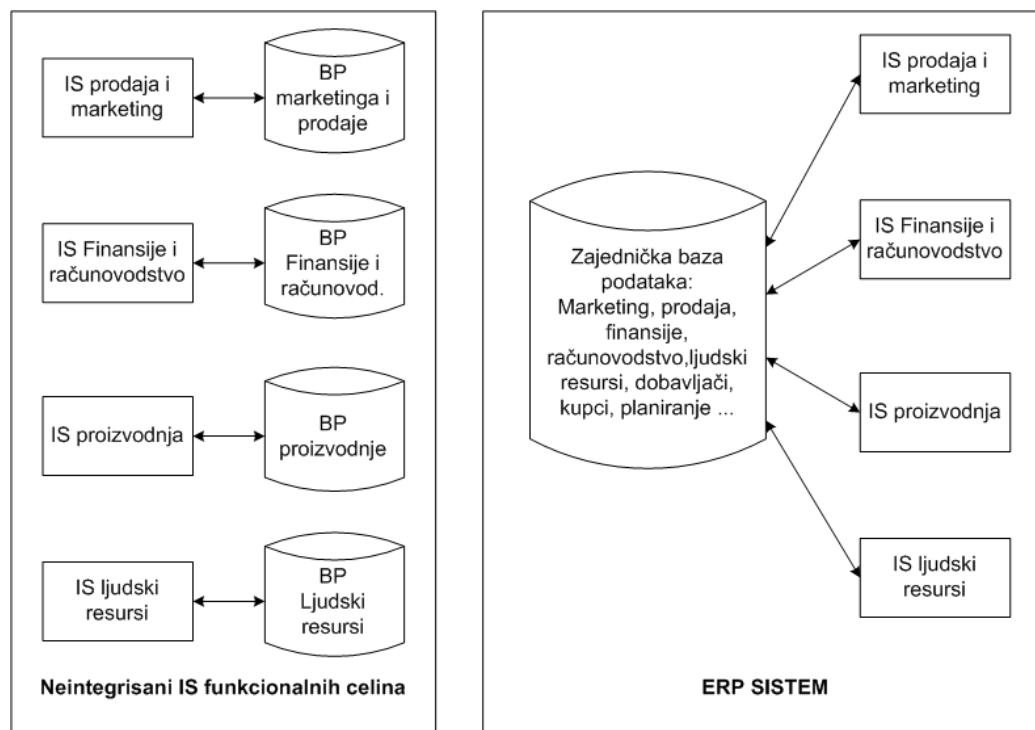 IS prodaja i
marketing
BP
marketinga i
prodaje
IS Finansije i
računovodstvo
BP
Finansije i
računovod.
IS proizvodnja
BP
proizvodnje
IS ljudski
resursi
BP
Ljudski
resursi
Neintegrisani IS funkcionalnih celina
Zajednička baza
podataka:
Marketing, prodaja,
finansije,
računovodstvo,ljudski
resursi, dobavljači,
kupci, planiranje ...
IS prodaja i
marketing
IS Finansije i
računovodstvo
IS proizvodnja
IS ljudski
resursi
ERP SISTEM